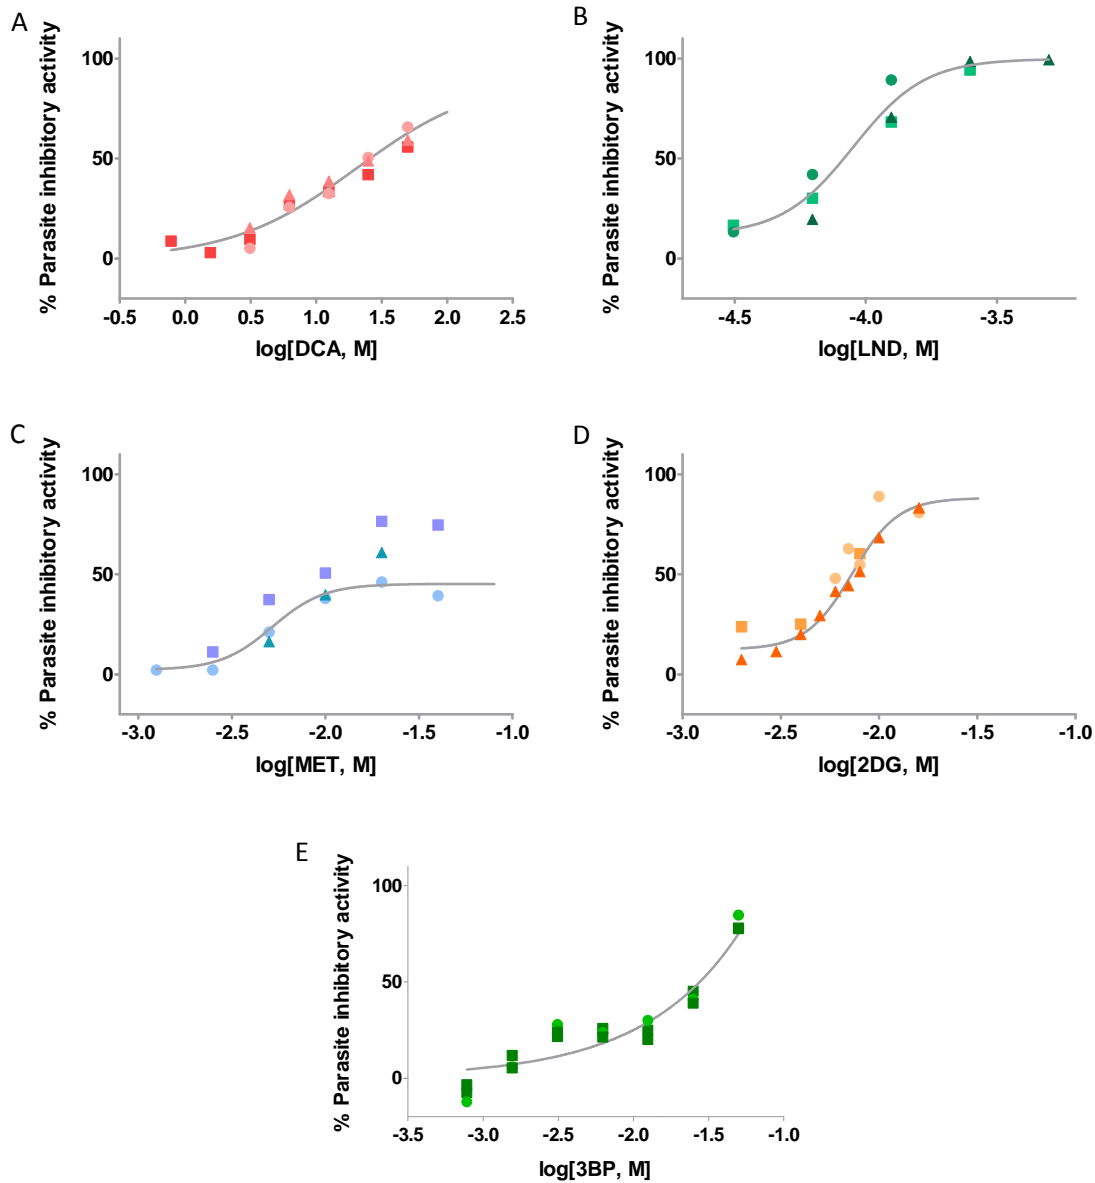 A
% Parasite inhibitory activity
100
50
0
-0.5 0.0 0.5 1.0 1.5 2.0 2.5
log[DCA, M]
B
% Parasite inhibitory activity
100
50
0
-4.5 -4.0 -3.5
log[LND, M]
C
% Parasite inhibitory activity
100
50
0
-3.0 -2.5 -2.0 -1.5 -1.0
log[MET, M]
D
% Parasite inhibitory activity
100
50
0
-3.0 -2.5 -2.0 -1.5 -1.0
log[2DG, M]
E
% Parasite inhibitory activity
100
50
0
-3.5 -3.0 -2.5 -2.0 -1.5 -1.0
log[3BP, M]